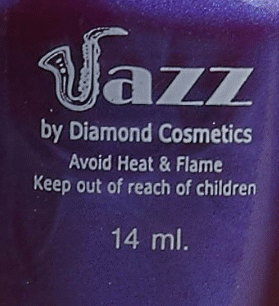 Jazz
by Diamond Cosmetics
Avoid Heat & Flame
Keep out of reach of children
14 ml.